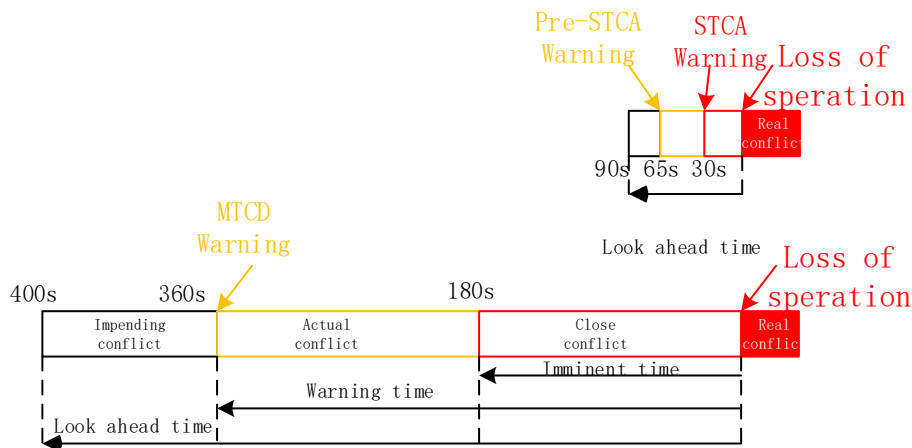 Pre-STCA
Warning
STCA
Warning
Loss of
speration
Real
conflict
90s 65s 30s
Look ahead time
MTCD
Warning
Loss of
speration
400s 360s 180s
Impending
conflict
Actual
conflict
Close
conflict
Real
conflic
Imminent time
Warning time
Look ahead time